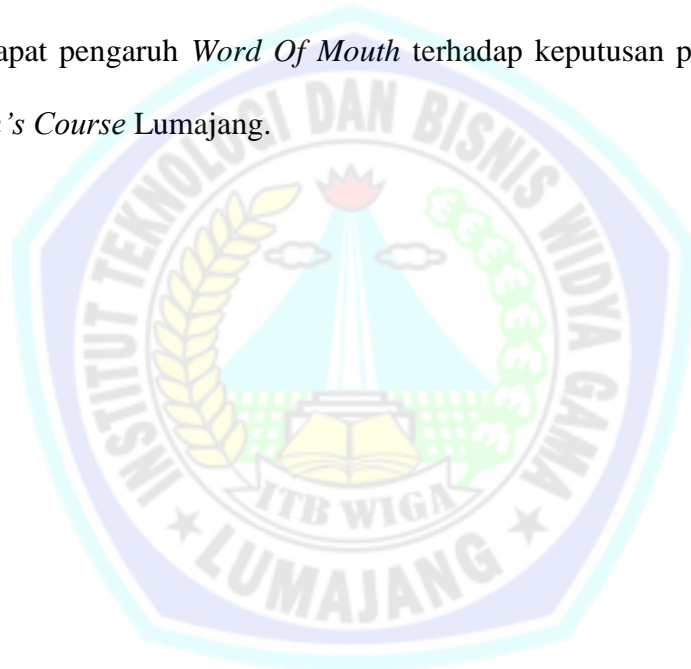 apat pengaruh Word Of Mouth terhadap keputusan p
's Course Lumajang.
INSTITUT TEKNOLOGI DAN BISNIS WIDYA GAMA
ITB WIGA
LUMAJANG